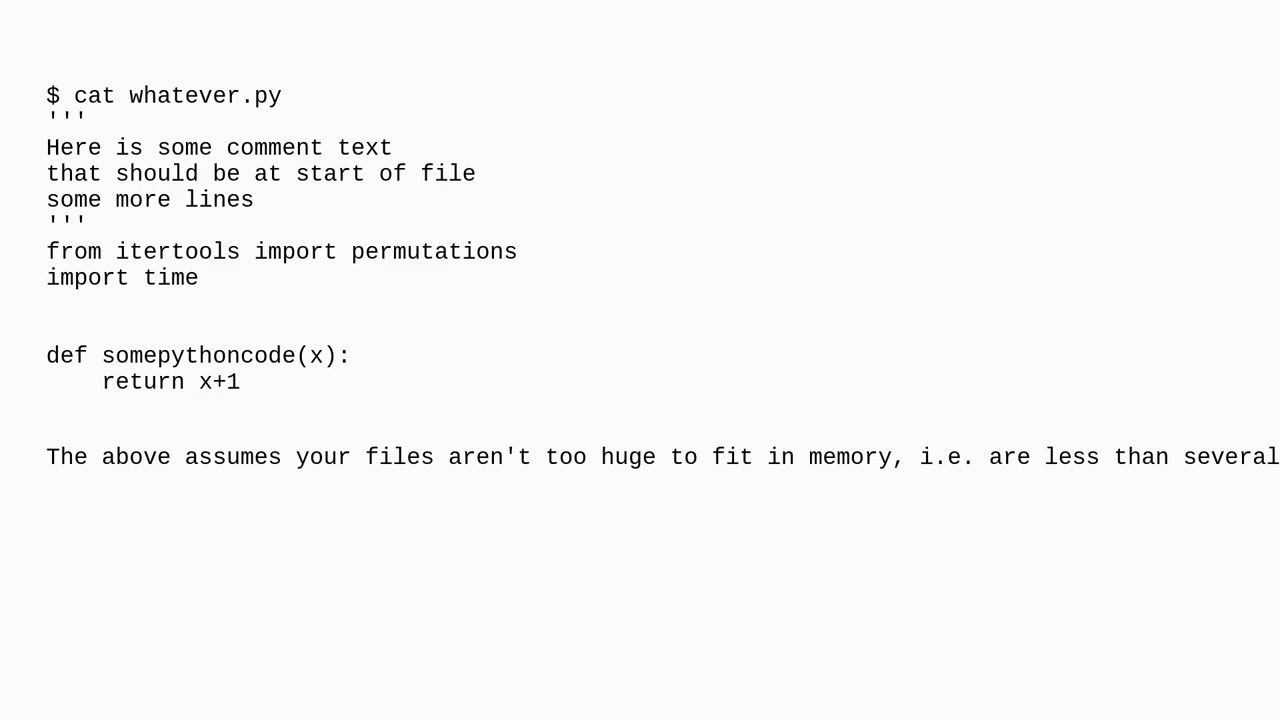 $ cat whatever.py
'''
Here is some comment text
that should be at start of file
some more lines
'''
from itertools import permutations
import time
def somepythoncode(x):
    return x+1
The above assumes your files aren't too huge to fit in memory, i.e. are less than several